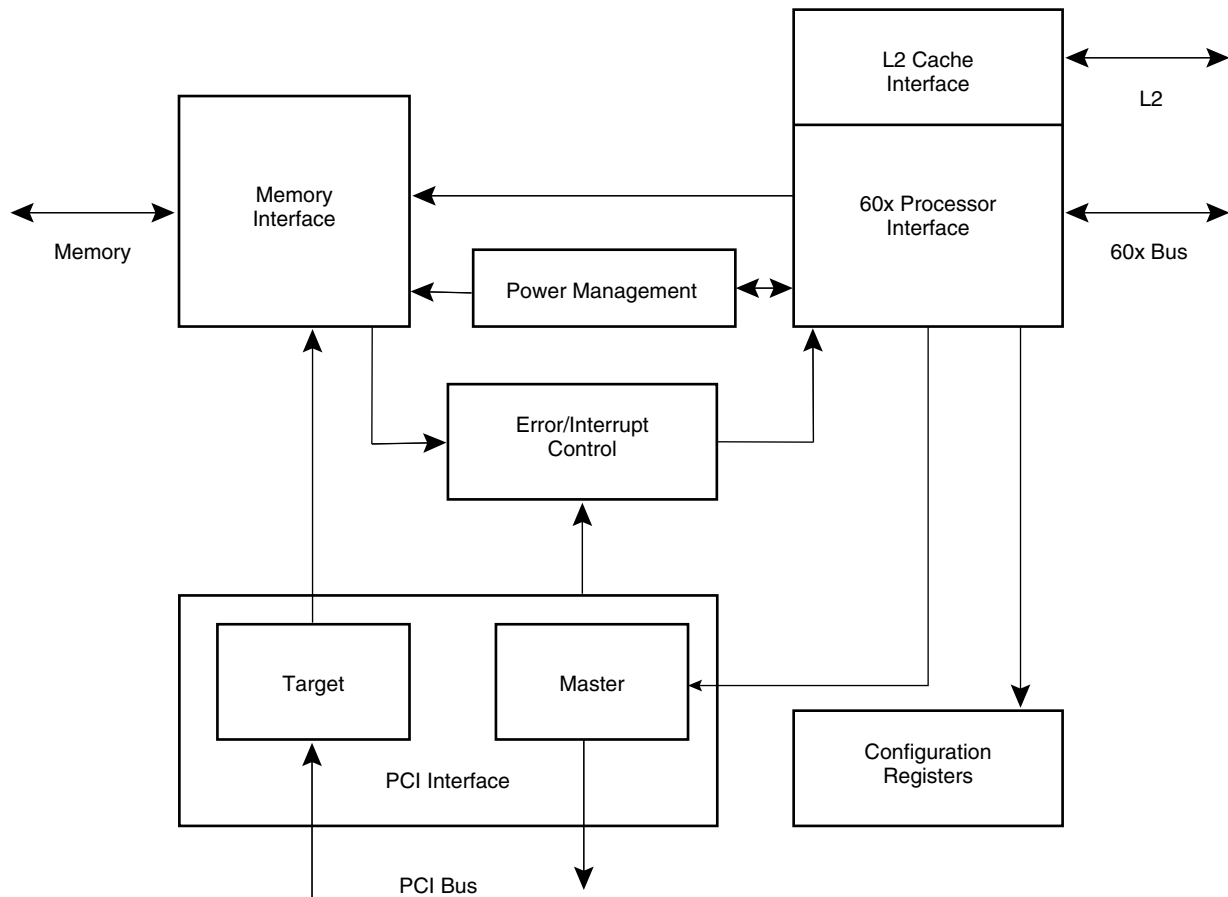 L2 Cache
Interface
L2
Memory
Interface
60x Processor
Interface
Memory
60x Bus
Power Management
Error/Interrupt
Control
Target
Master
PCI Interface
Configuration
Registers
PCI Bus